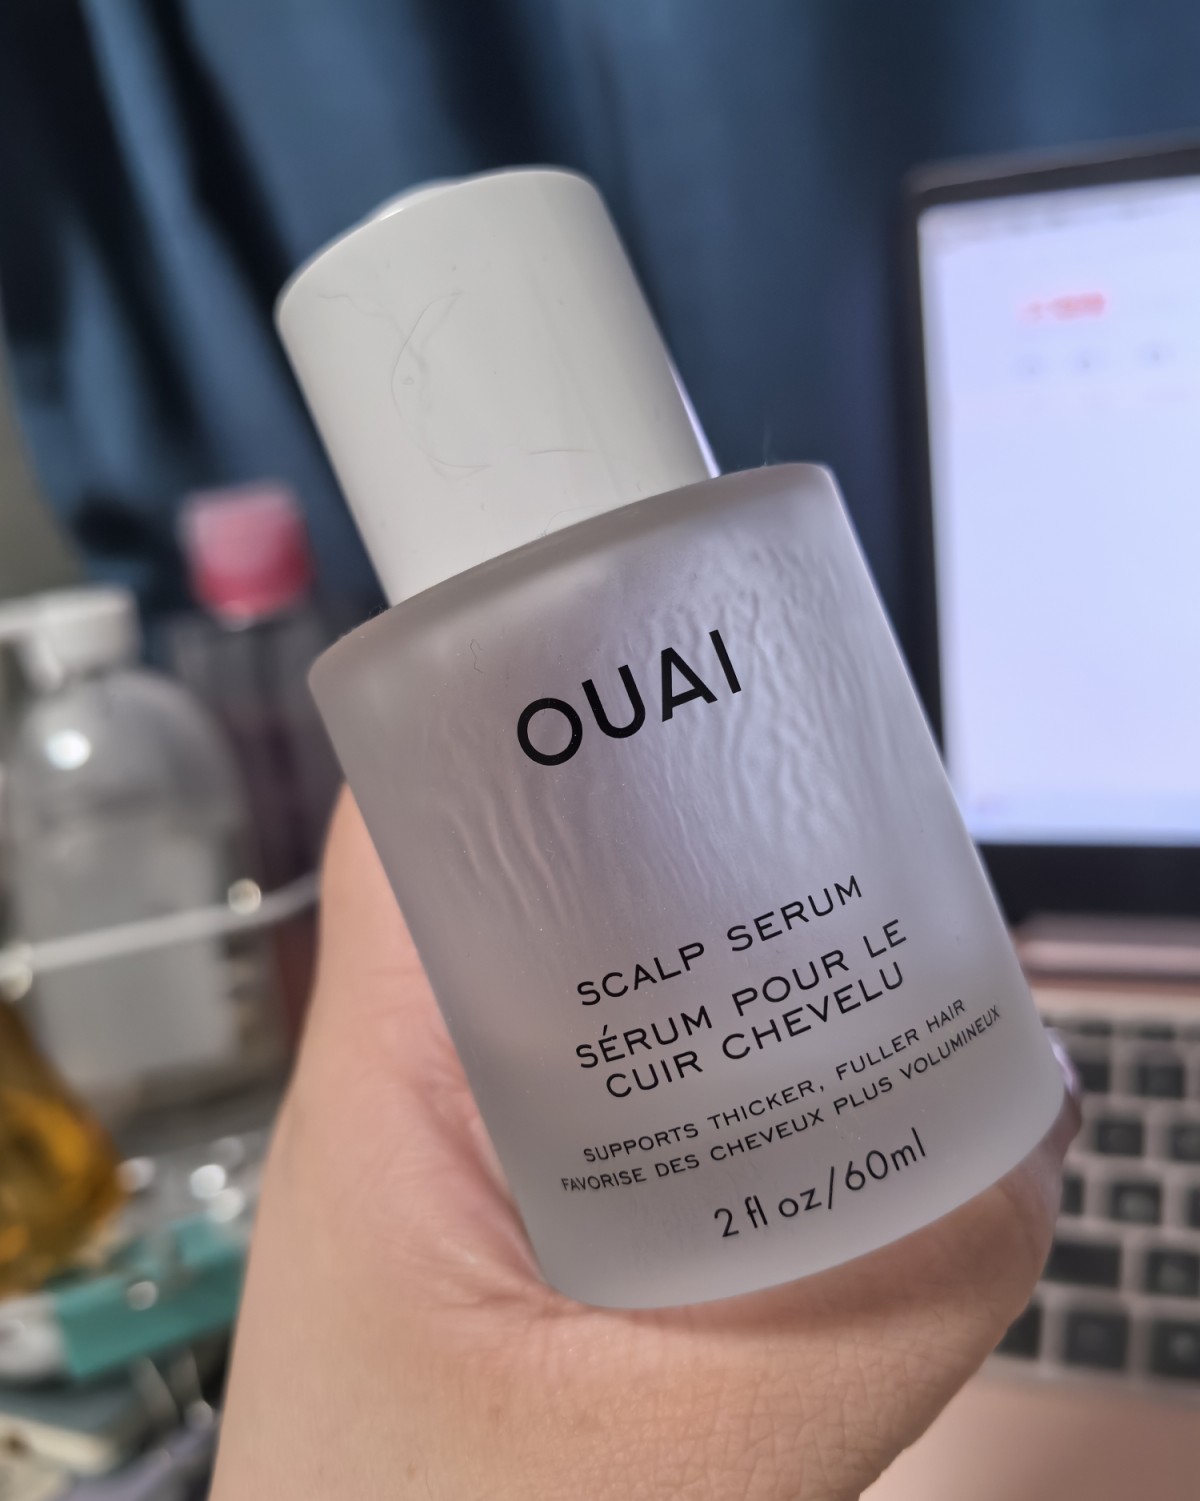 OUAI
SCALP SERUM
SÉRUM POUR LE
CUIR CHEVELU
SUPPORTS THICKER, FULLER HAIR
FAVORISE DES CHEVEUX PLUS VOLUMINEUX
2 fl oz/60ml